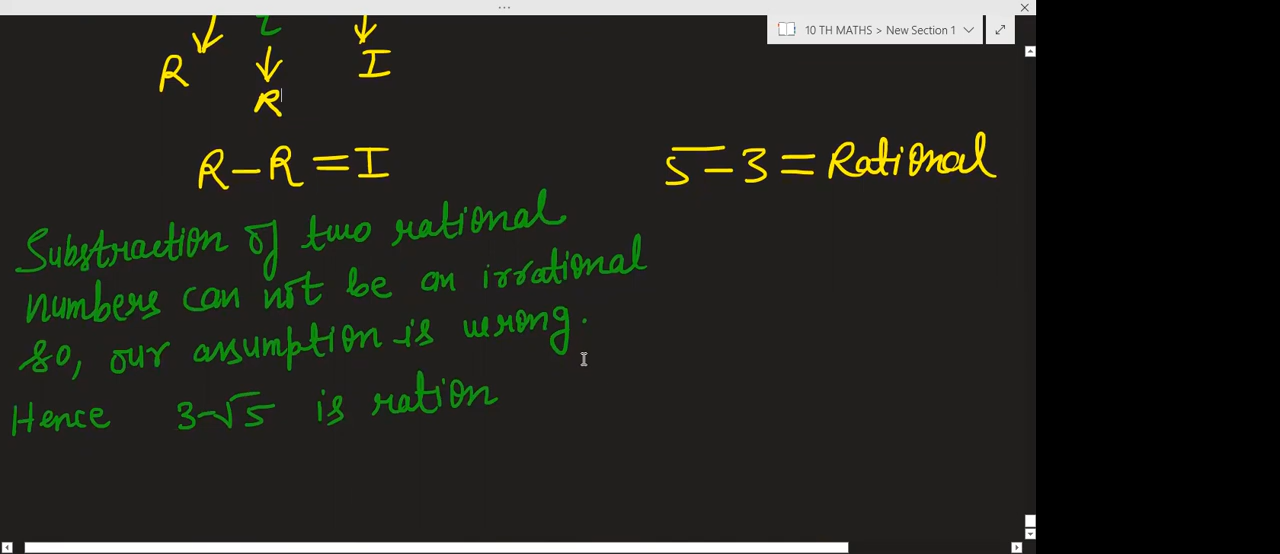 10 TH MATHS > New Section 1
R
R
I
R - R = I
5 - 3 = Rational
Substraction of two rational
numbers can not be an irrational
so, our assumption is wrong.
Hence 3-√5 is ration